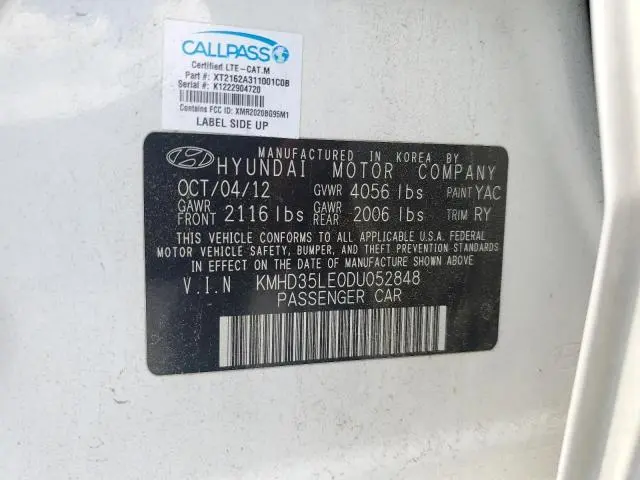 CALLPASS
Certified LTE-CAT.M
Part #: XT2162A311001C0B
Serial #: K1222904720
Contains FCC ID: XMR2020BG95M1
LABEL SIDE UP
MANUFACTURED IN KOREA BY
HYUNDAI MOTOR COMPANY
OCT/04/12 GVWR 4056 lbs PAINT YAC
GAWR FRONT 2116 lbs GAWR REAR 2006 lbs TRIM RY
THIS VEHICLE CONFORMS TO ALL APPLICABLE U.S.A. FEDERAL
MOTOR VEHICLE SAFETY, BUMPER, AND THEFT PREVENTION
STANDARDS IN EFFECT ON THE DATE OF MANUFACTURE SHOWN ABOVE
V.I.N KMHD35LE0DU052848
PASSENGER CAR